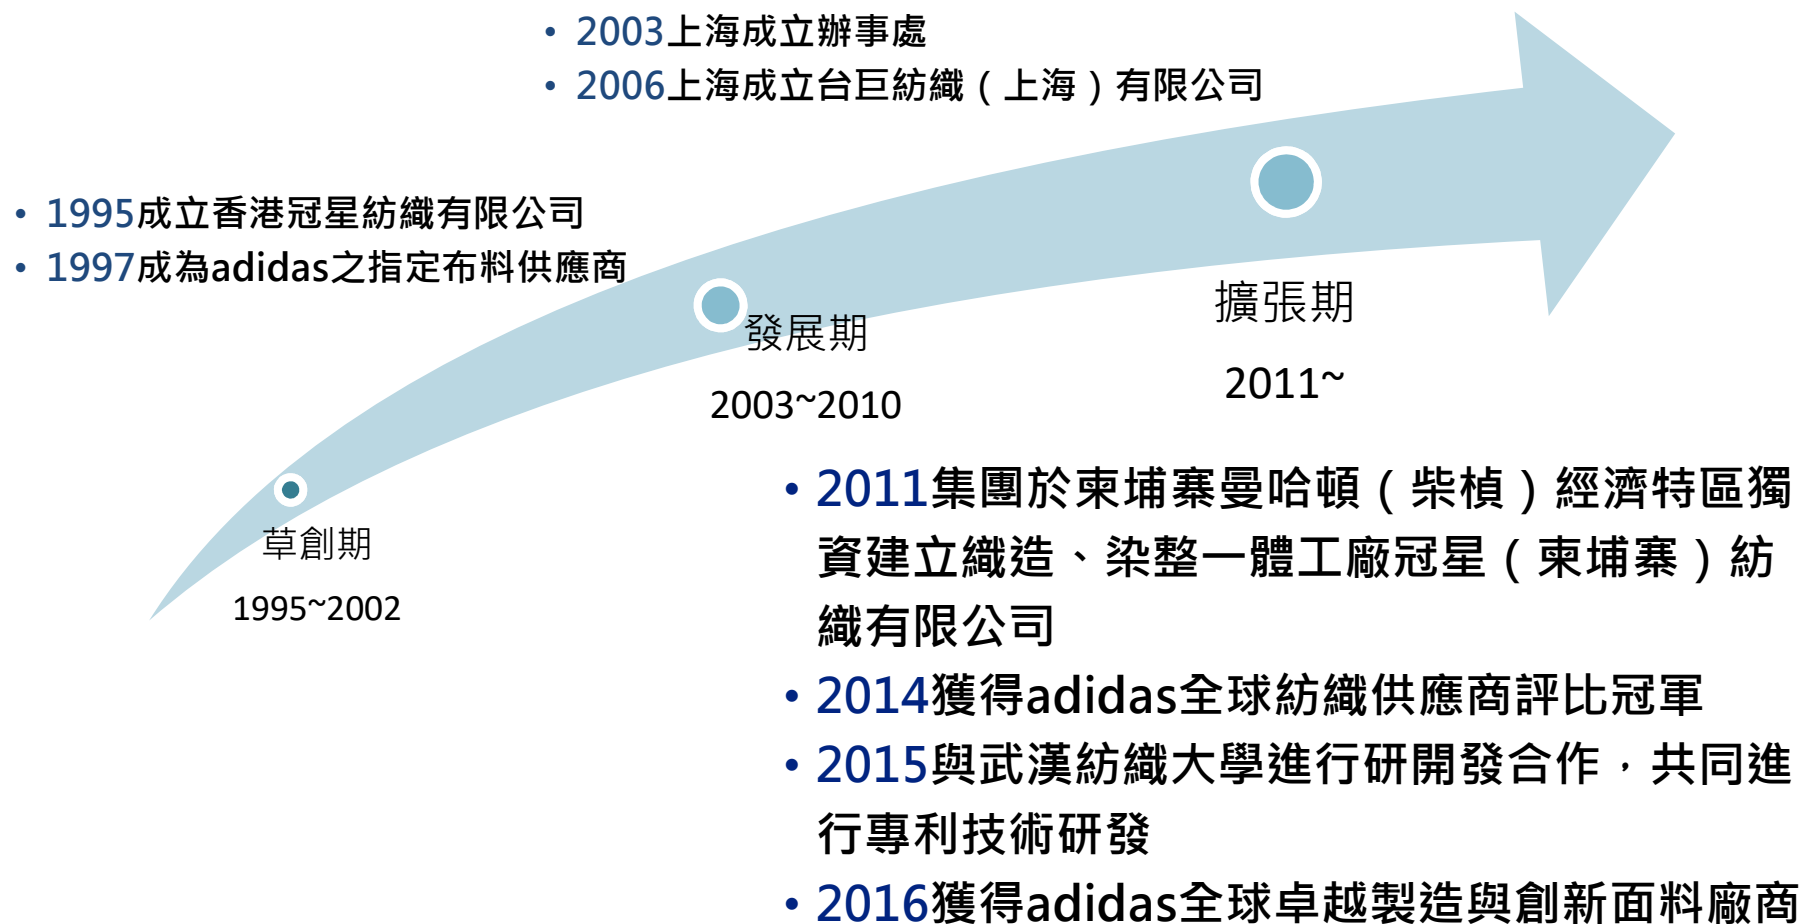 • 2003上海成立辦事處
• 2006上海成立台巨紡織（上海）有限公司
• 1995成立香港冠星紡織有限公司
• 1997成為adidas之指定布料供應商
擴張期
2011~
發展期
2003~2010
草創期
1995~2002
• 2011集團於柬埔寨曼哈頓（柴楨）經濟特區獨
資建立織造、染整一體工廠冠星（柬埔寨）紡
織有限公司
• 2014獲得adidas全球紡織供應商評比冠軍
• 2015與武漢紡織大學進行研開發合作，共同進
行專利技術研發
• 2016獲得adidas全球卓越製造與創新面料廠商